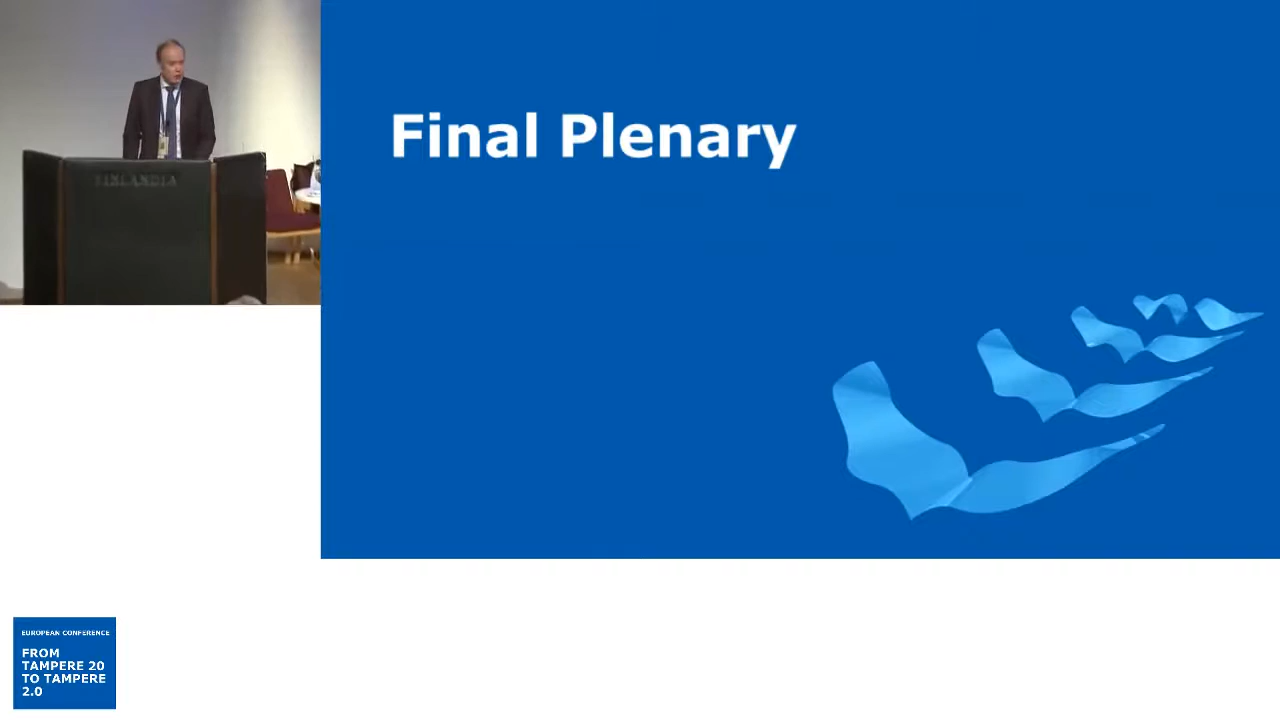 FINLANDIA
Final Plenary
EUROPEAN CONFERENCE
FROM
TAMPERE 20
TO TAMPERE
2.0